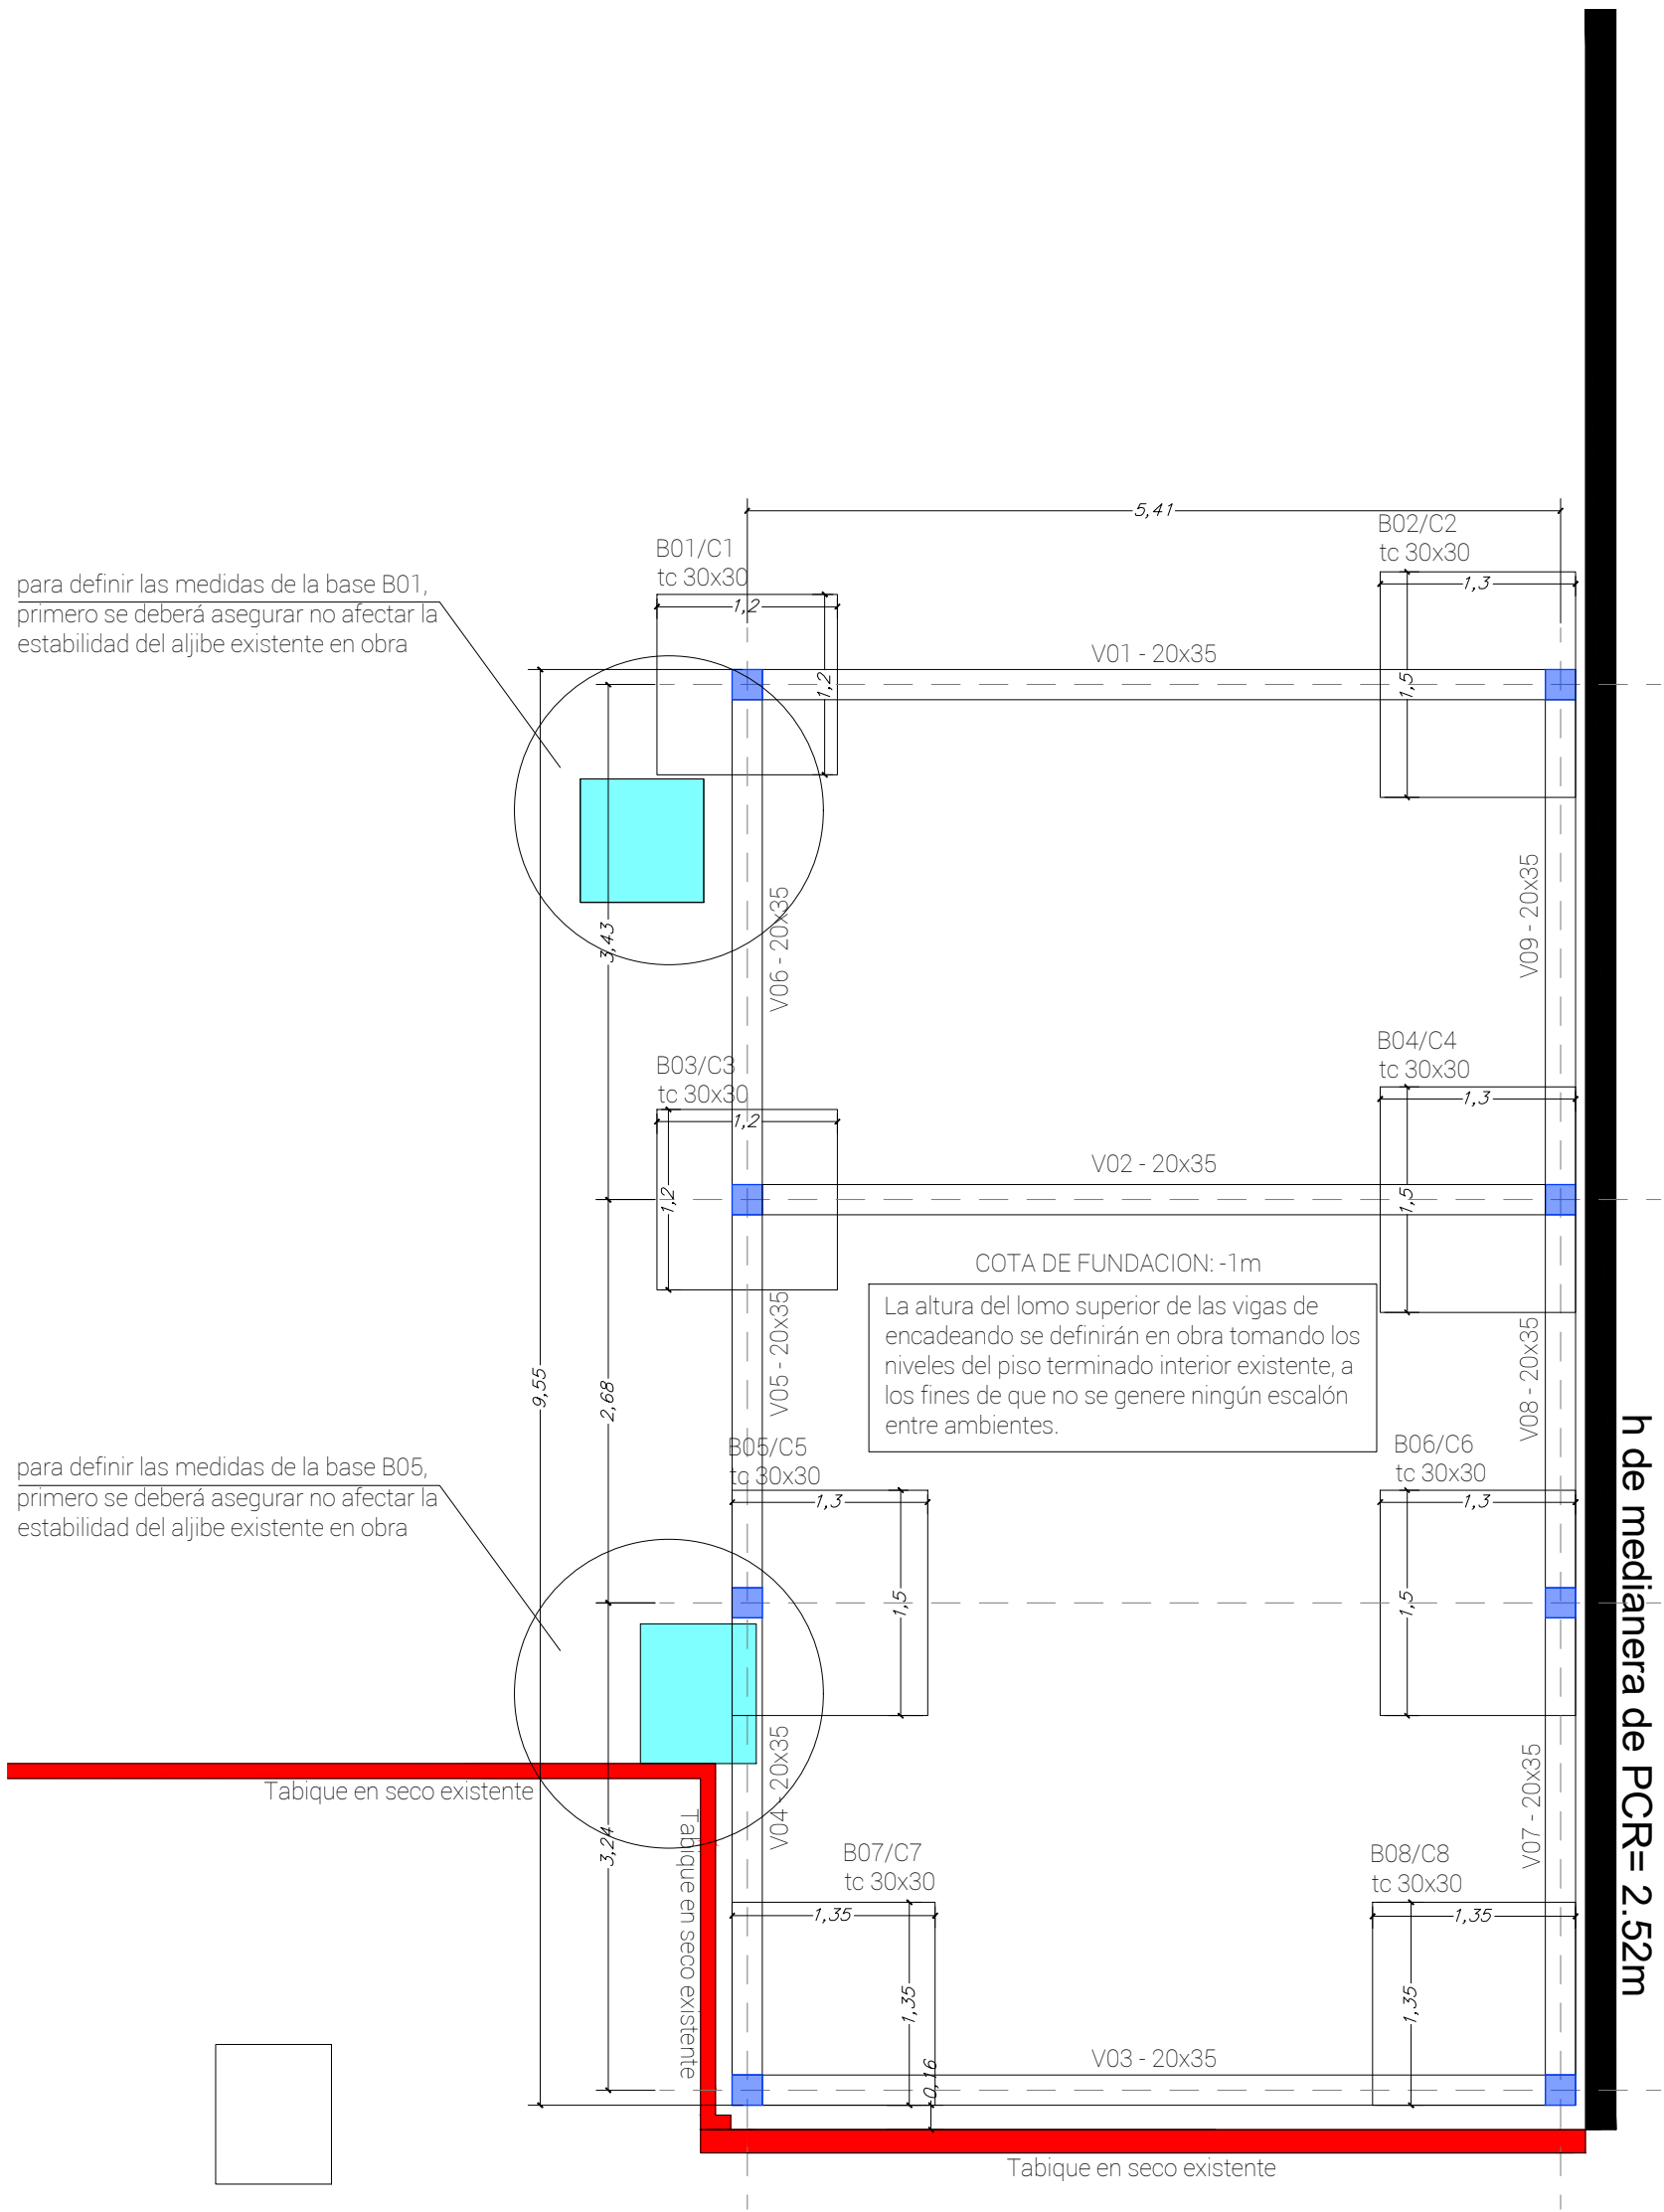 5,41
B02/C2
tc 30x30
1,3
1,5
B01/C1
tc 30x30
1,2
1,2
para definir las medidas de la base B01,
primero se deberá asegurar no afectar la
estabilidad del aljibe existente en obra
V01 - 20x35
V06 - 20x35
V09 - 20x35
3,43
B03/C3
tc 30x30
1,2
1,2
B04/C4
tc 30x30
1,3
1,5
V02 - 20x35
COTA DE FUNDACION: -1m
La altura del lomo superior de las vigas de
encadeando se definirán en obra tomando los
niveles del piso terminado interior existente, a
los fines de que no se genere ningún escalón
entre ambientes.
V05 - 20x35
V08 - 20x35
9,55
2,68
B05/C5
tc 30x30
1,3
1,5
B06/C6
tc 30x30
1,3
1,5
para definir las medidas de la base B05,
primero se deberá asegurar no afectar la
estabilidad del aljibe existente en obra
h de medianera de PCR= 2.52m
Tabique en seco existente
Tabique en seco existente
V04 - 20x35
V07 - 20x35
3,24
B07/C7
tc 30x30
1,35
1,35
B08/C8
tc 30x30
1,35
1,35
V03 - 20x35
0,16
Tabique en seco existente